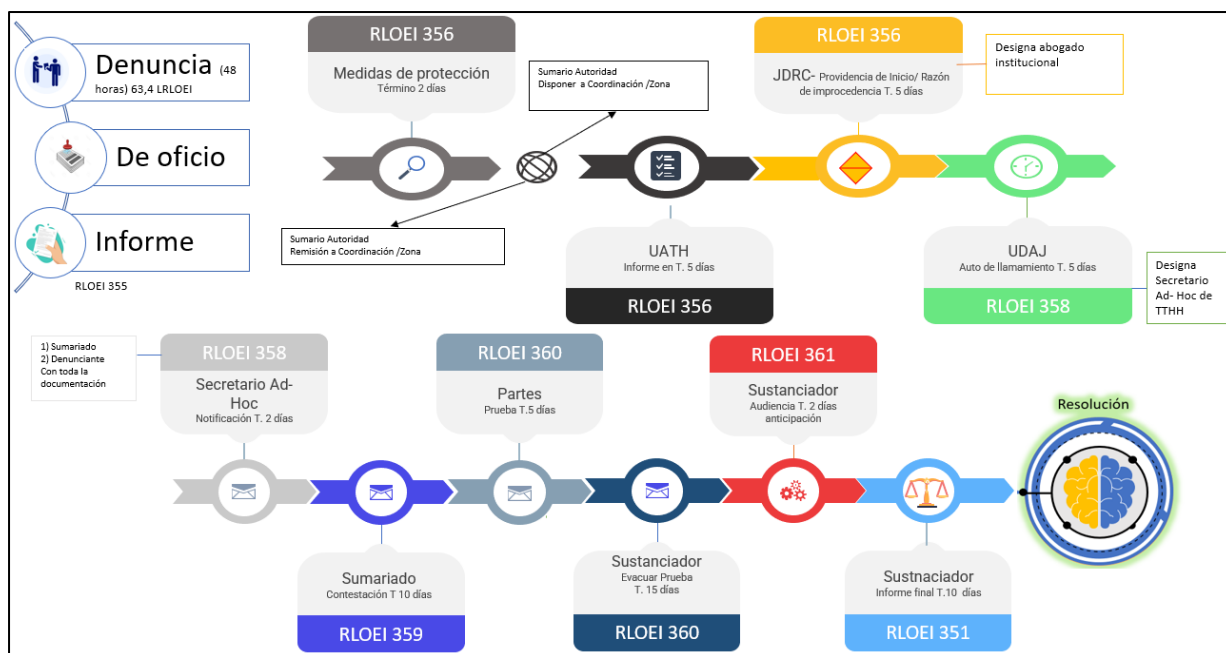 Denuncia (48
horas) 63,4 LRLOEI
De oficio
Informe
RLOEI 355
RLOEI 356
Medidas de protección
Término 2 días
Sumario Autoridad
Disponer a Coordinación /Zona
Sumario Autoridad
Remisión a Coordinación /Zona
UATH
Informe en T. 5 días
RLOEI 356
RLOEI 356
JDRC- Providencia de Inicio/ Razón
de improcedencia T. 5 días
Designa abogado
institucional
UDAJ
Auto de llamamiento T. 5 días
RLOEI 358
Designa
Secretario
Ad- Hoc de
TTHH
1) Sumariado
2) Denunciante
Con toda la
documentación
RLOEI 358
Secretario Ad-
Hoc
Notificación T. 2 días
Sumariado
Contestación T 10 días
RLOEI 359
RLOEI 360
Partes
Prueba T.5 días
Sustanciador
Evacuar Prueba
T. 15 días
RLOEI 360
RLOEI 361
Sustanciador
Audiencia T. 2 días
anticipación
Sustnaciador
Informe final T.10 días
RLOEI 351
Resolución